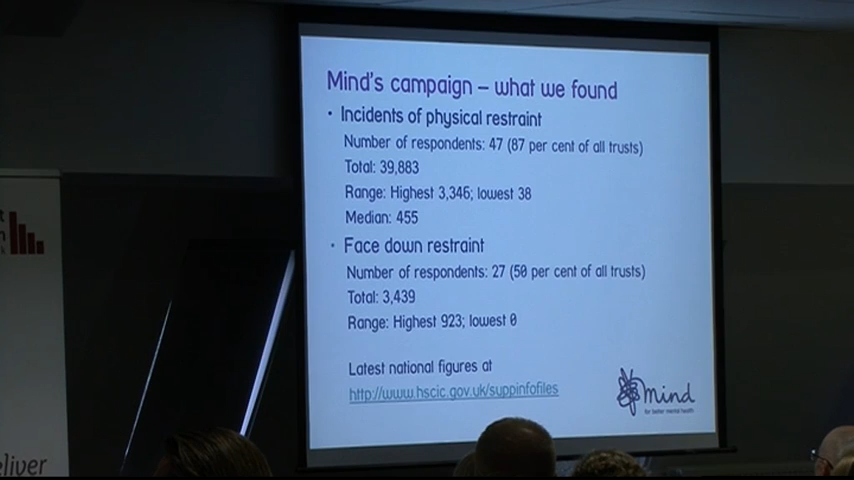 Mind's campaign – what we found
• Incidents of physical restraint
Number of respondents: 47 (87 per cent of all trusts)
Total: 39,883
Range: Highest 3,346; lowest 38
Median: 455
• Face down restraint
Number of respondents: 27 (50 per cent of all trusts)
Total: 3,439
Range: Highest 923; lowest 0
Latest national figures at
http://www.hscic.gov.uk/suppinfofiles
mind
for better mental health
eliver